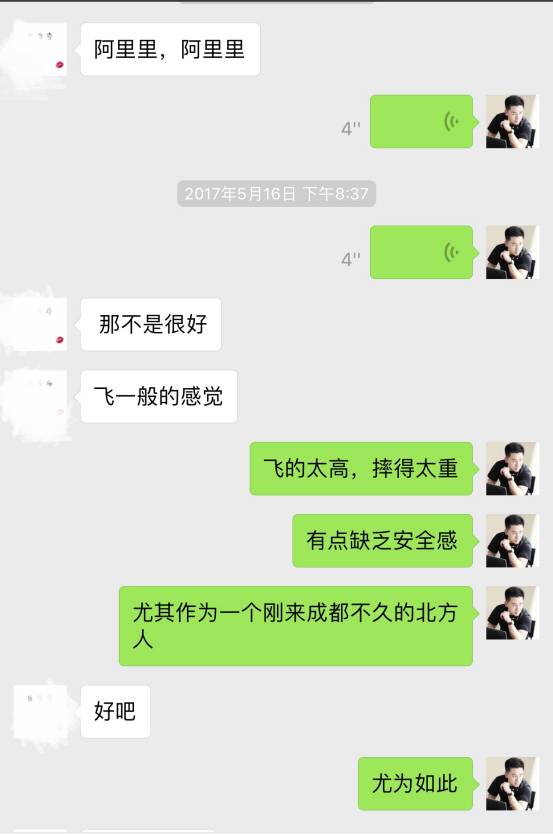 阿里里，阿里里
4''
2017年5月16日 下午8:37
4''
那不是很好
飞一般的感觉
飞的太高，摔得太重
有点缺乏安全感
尤其作为一个刚来成都不久的北方
人
好吧
尤为如此